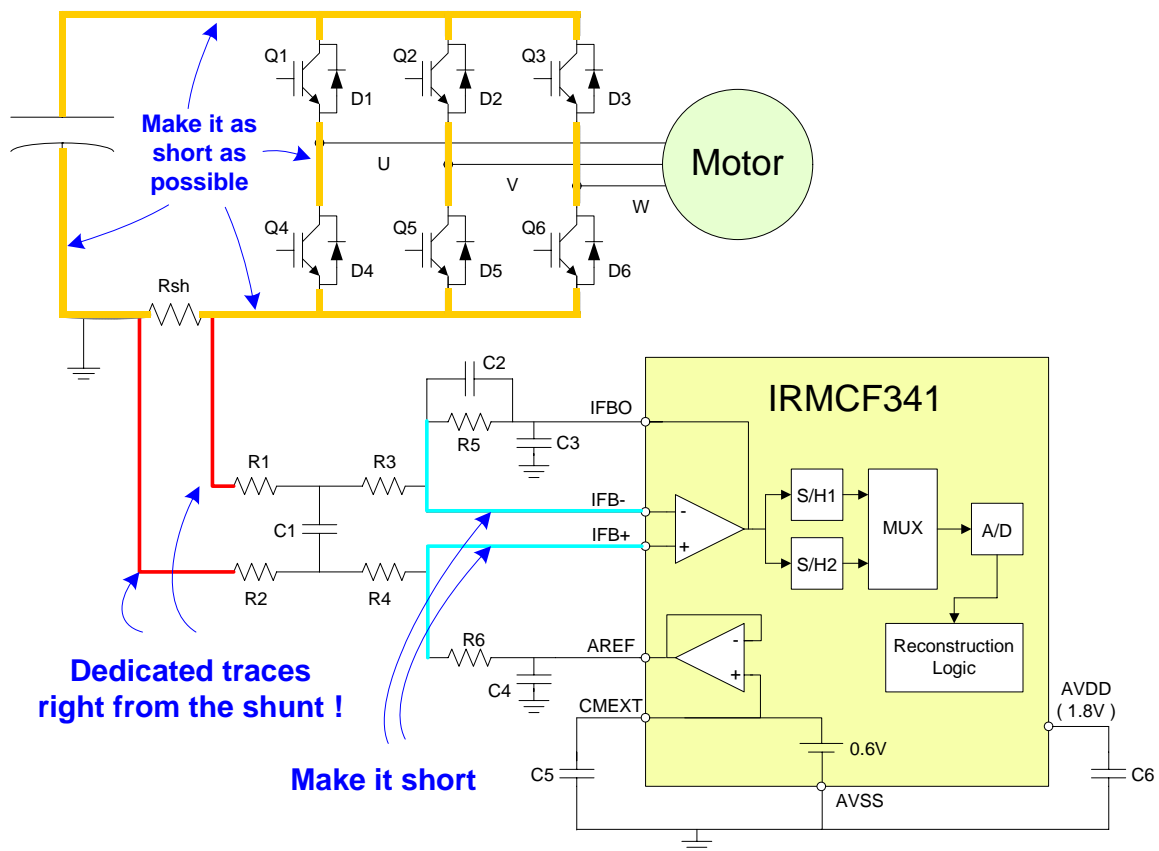 Q1
Q2
Q3
D1
D2
D3
Make it as
short as
possible
U
V
W
Motor
Q4
Q5
Q6
D4
D5
D6
Rsh
C2
IRMCF341
IFBO
R5
C3
R1
R3
S/H1
IFB-
-
MUX
A/D
C1
IFB+
+
S/H2
R2
R4
Reconstruction
Logic
R6
AREF
-
+
C4
Dedicated traces
right from the shunt !
CMEXT
AVDD
( 1.8V )
0.6V
Make it short
C5
C6
AVSS